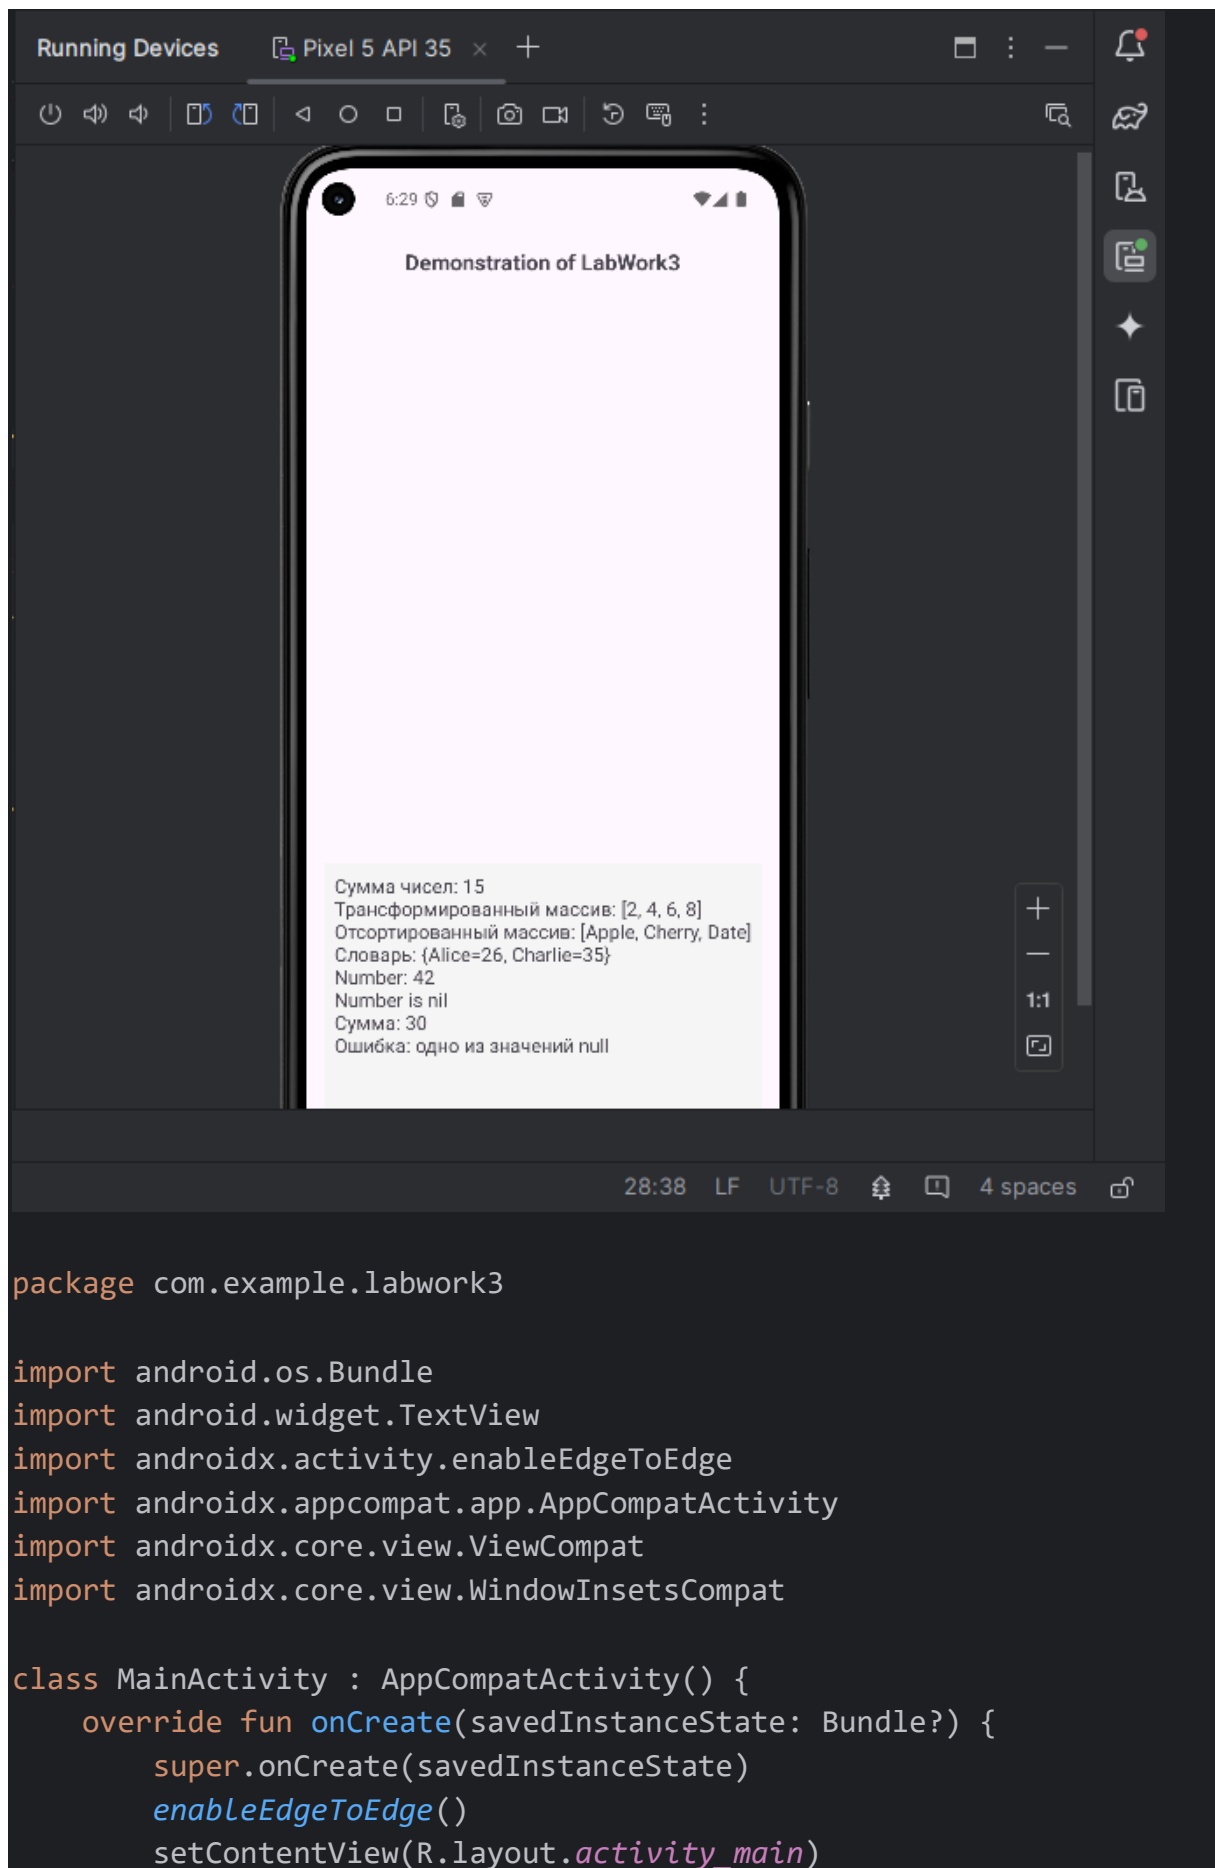 Running Devices Pixel 5 API 35
6:29
Demonstration of LabWork3
Сумма чисел: 15
Трансформированный массив: [2, 4, 6, 8]
Отсортированный массив: [Apple, Cherry, Date]
Словарь: {Alice=26, Charlie=35}
Number: 42
Number is nil
Сумма: 30
Ошибка: одно из значений null
1:1
28:38 LF UTF-8 4 spaces
package com.example.labwork3
import android.os.Bundle
import android.widget.TextView
import androidx.activity.enableEdgeToEdge
import androidx.appcompat.app.AppCompatActivity
import androidx.core.view.ViewCompat
import androidx.core.view.WindowInsetsCompat
class MainActivity : AppCompatActivity() {
    override fun onCreate(savedInstanceState: Bundle?) {
        super.onCreate(savedInstanceState)
        enableEdgeToEdge()
        setContentView(R.layout.activity_main)